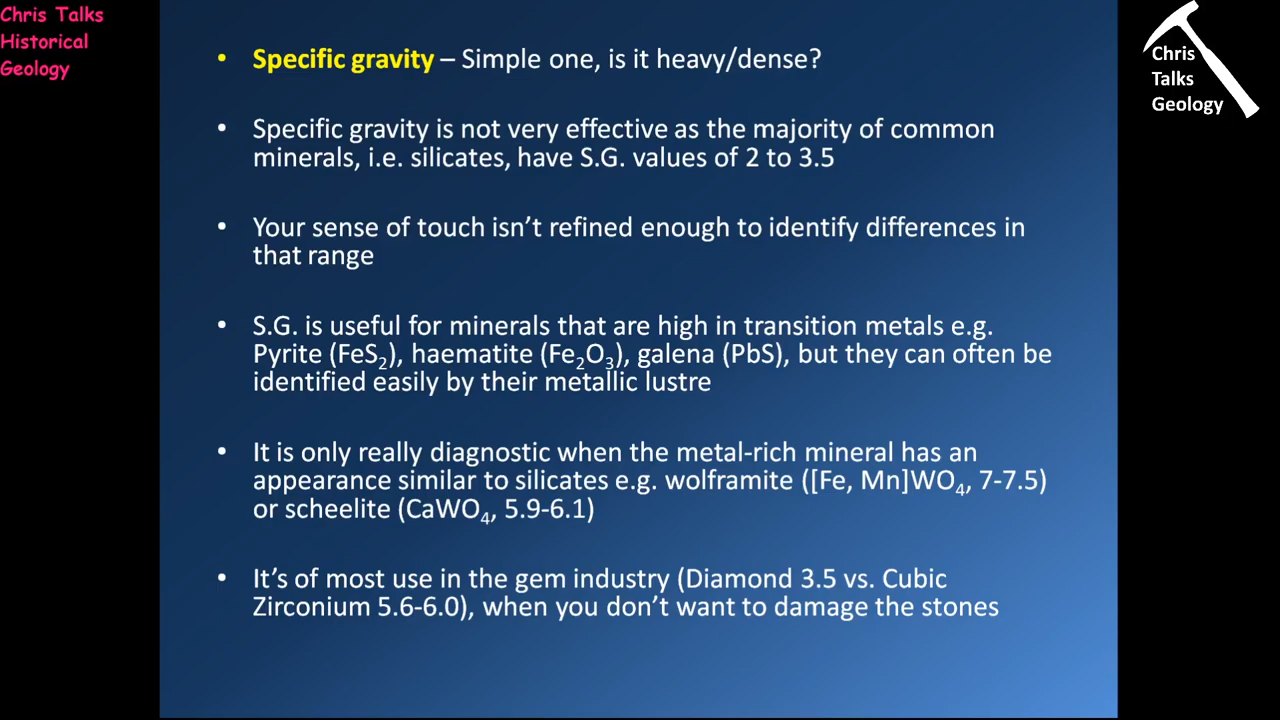 Chris Talks
Historical
Geology
Chris
Talks
Geology
• Specific gravity – Simple one, is it heavy/dense?
• Specific gravity is not very effective as the majority of common
minerals, i.e. silicates, have S.G. values of 2 to 3.5
• Your sense of touch isn’t refined enough to identify differences in
that range
• S.G. is useful for minerals that are high in transition metals e.g.
Pyrite (FeS₂), haematite (Fe₂O₃), galena (PbS), but they can often be
identified easily by their metallic lustre
• It is only really diagnostic when the metal-rich mineral has an
appearance similar to silicates e.g. wolframite ([Fe, Mn]WO₄, 7-7.5)
or scheelite (CaWO₄, 5.9-6.1)
• It’s of most use in the gem industry (Diamond 3.5 vs. Cubic
Zirconium 5.6-6.0), when you don’t want to damage the stones